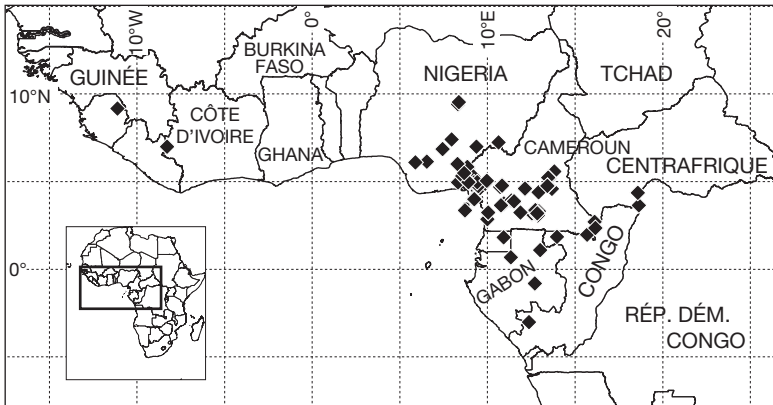 10°W
0°
10°E
20°
BURKINA
FASO
GUINÉE
NIGERIA
TCHAD
10°N
CÔTE
D'IVOIRE
GHANA
CAMEROUN
CENTRAFRIQUE
0°
GABON
CONGO
RÉP. DÉM.
CONGO